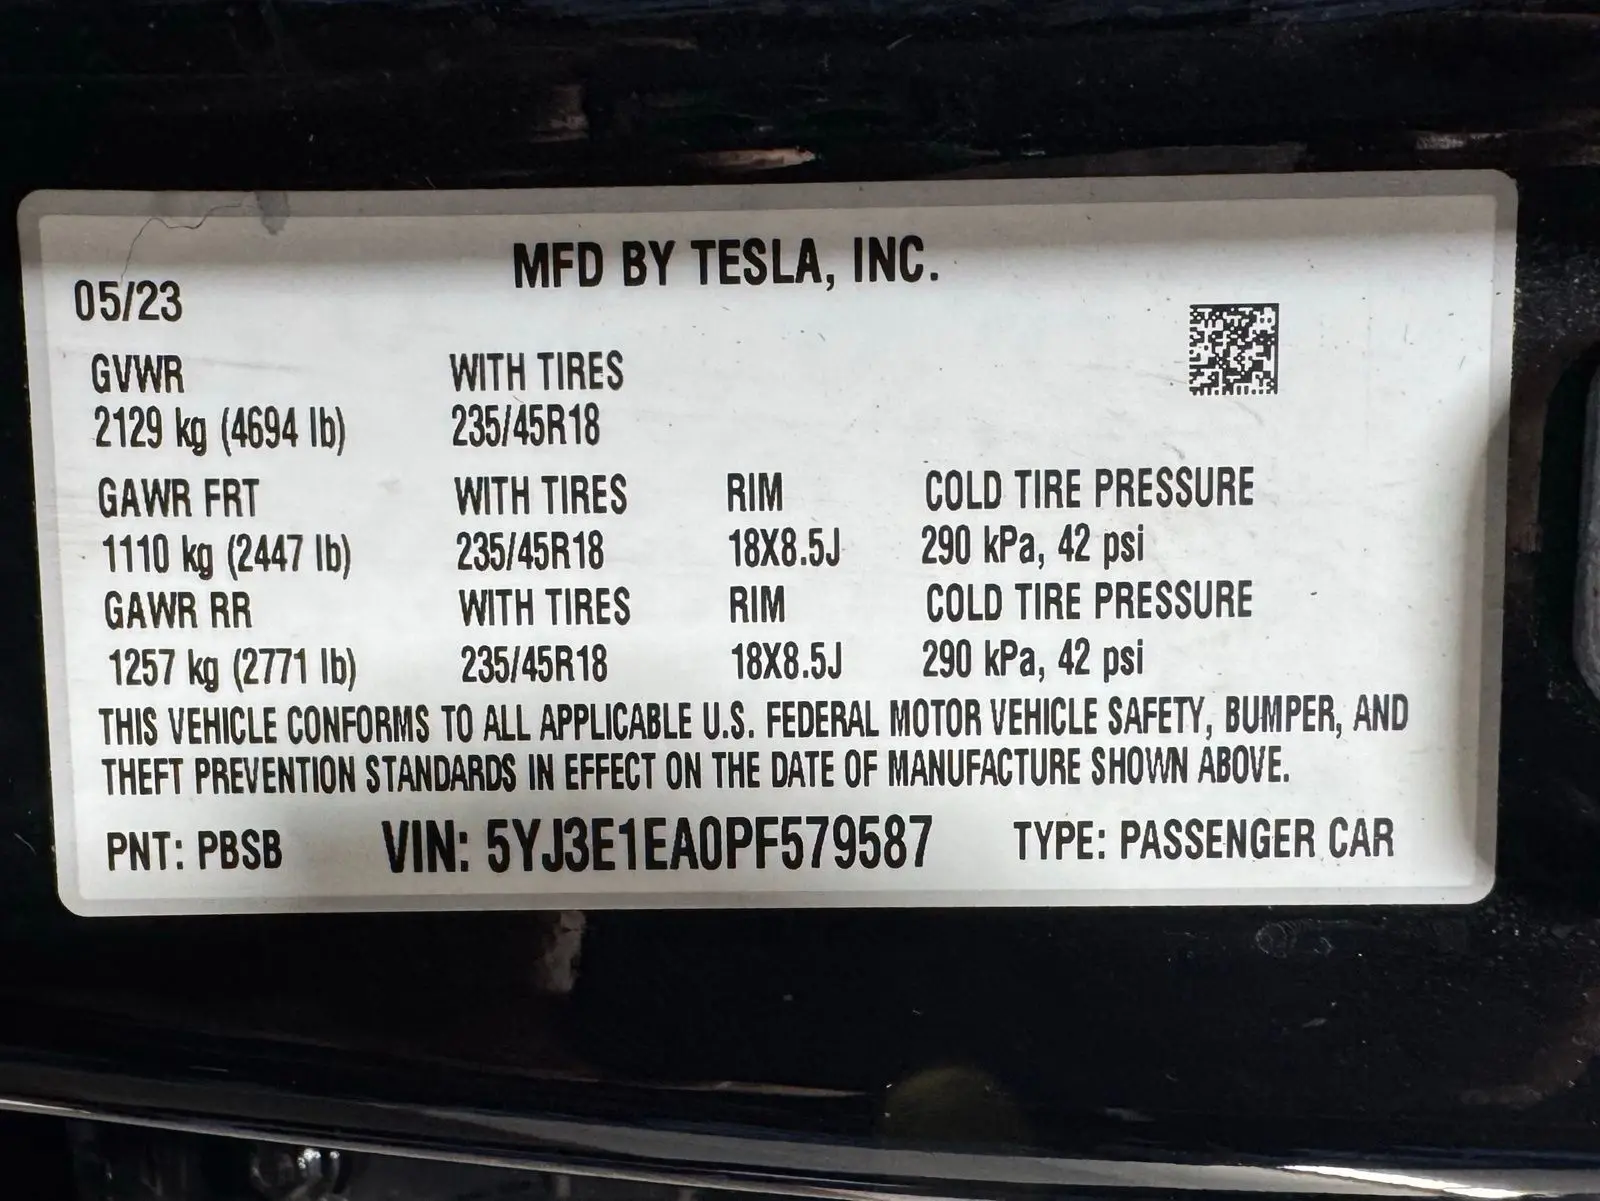 MFD BY TESLA, INC.
05/23
GVWR WITH TIRES
2129 kg (4694 lb) 235/45R18
GAWR FRT WITH TIRES RIM COLD TIRE PRESSURE
1110 kg (2447 lb) 235/45R18 18X8.5J 290 kPa, 42 psi
GAWR RR WITH TIRES RIM COLD TIRE PRESSURE
1257 kg (2771 lb) 235/45R18 18X8.5J 290 kPa, 42 psi
THIS VEHICLE CONFORMS TO ALL APPLICABLE U.S. FEDERAL MOTOR VEHICLE SAFETY, BUMPER, AND
THEFT PREVENTION STANDARDS IN EFFECT ON THE DATE OF MANUFACTURE SHOWN ABOVE.
PNT: PBSB VIN: 5YJ3E1EA0PF579587 TYPE: PASSENGER CAR